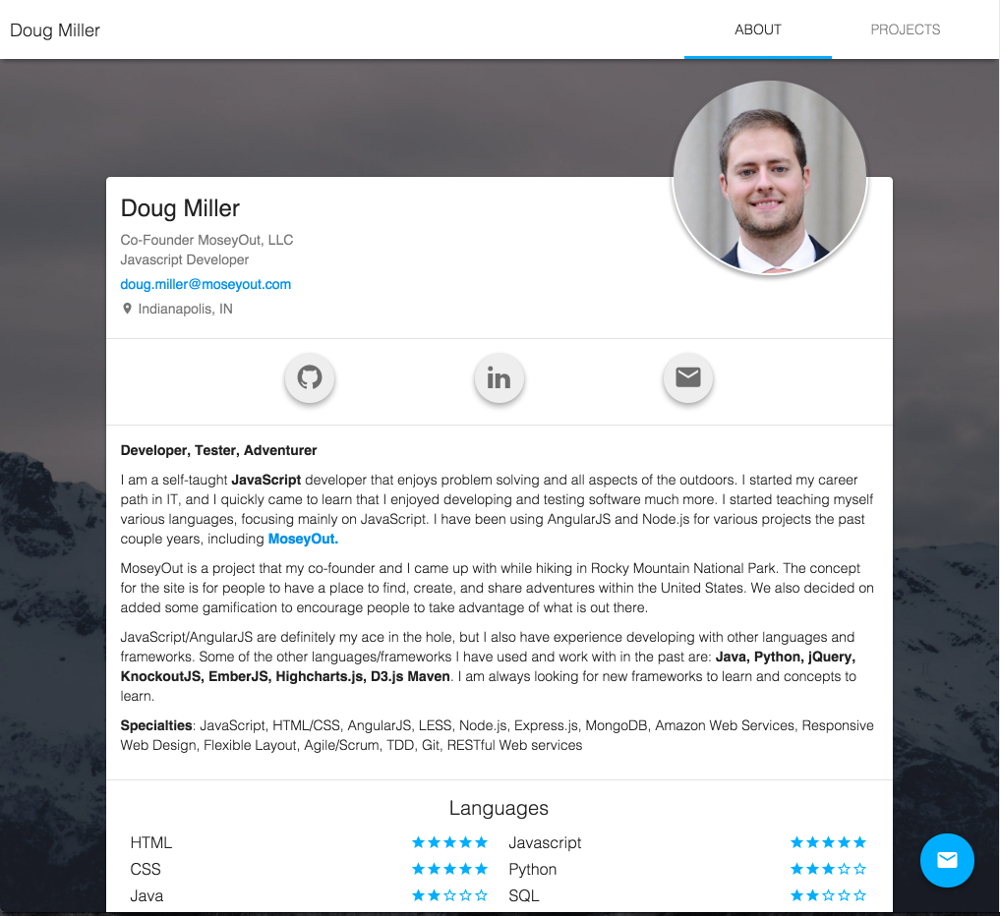 Doug Miller
ABOUT
PROJECTS
Doug Miller
Co-Founder MoseyOut, LLC
Javascript Developer
doug.miller@moseyout.com
Indianapolis, IN
in
Developer, Tester, Adventurer
I am a self-taught JavaScript developer that enjoys problem solving and all aspects of the outdoors. I started my career
path in IT, and I quickly came to learn that I enjoyed developing and testing software much more. I started teaching myself
various languages, focusing mainly on JavaScript. I have been using AngularJS and Node.js for various projects the past
couple years, including MoseyOut.
MoseyOut is a project that my co-founder and I came up with while hiking in Rocky Mountain National Park. The concept
for the site is for people to have a place to find, create, and share adventures within the United States. We also decided on
added some gamification to encourage people to take advantage of what is out there.
JavaScript/AngularJS are definitely my ace in the hole, but I also have experience developing with other languages and
frameworks. Some of the other languages/frameworks I have used and work with in the past are: Java, Python, jQuery,
KnockoutJS, EmberJS, Highcharts.js, D3.js Maven. I am always looking for new frameworks to learn and concepts to
learn.
Specialties: JavaScript, HTML/CSS, AngularJS, LESS, Node.js, Express.js, MongoDB, Amazon Web Services, Responsive
Web Design, Flexible Layout, Agile/Scrum, TDD, Git, RESTful Web services
Languages
HTML
Javascript
CSS
Python
Java
SQL